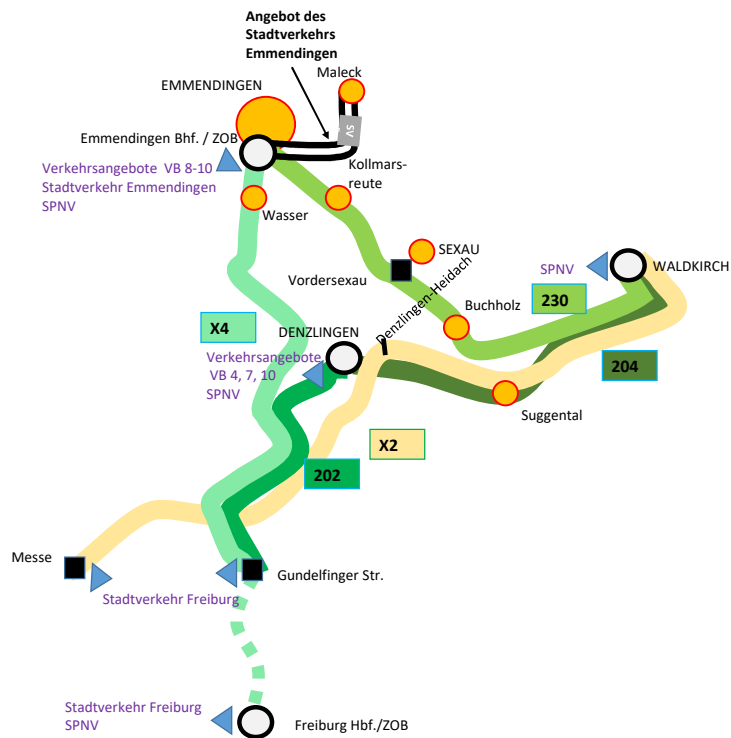 Angebot des
Stadtverkehrs
Emmendingen
Maleck
EMMENDINGEN
SV
Emmendingen Bhf. / ZOB
Verkehrsangebote VB 8-10
Stadtverkehr Emmendingen
SPNV
Kollmars-
reute
Wasser
SEXAU
Vordersexau
Denzlingen-Heidach
SPNV
WALDKIRCH
Buchholz
230
X4
DENZLINGEN
Verkehrsangebote
VB 4, 7, 10
SPNV
204
Suggental
X2
202
Messe
Gundelfinger Str.
Stadtverkehr Freiburg
Stadtverkehr Freiburg
SPNV
Freiburg Hbf./ZOB